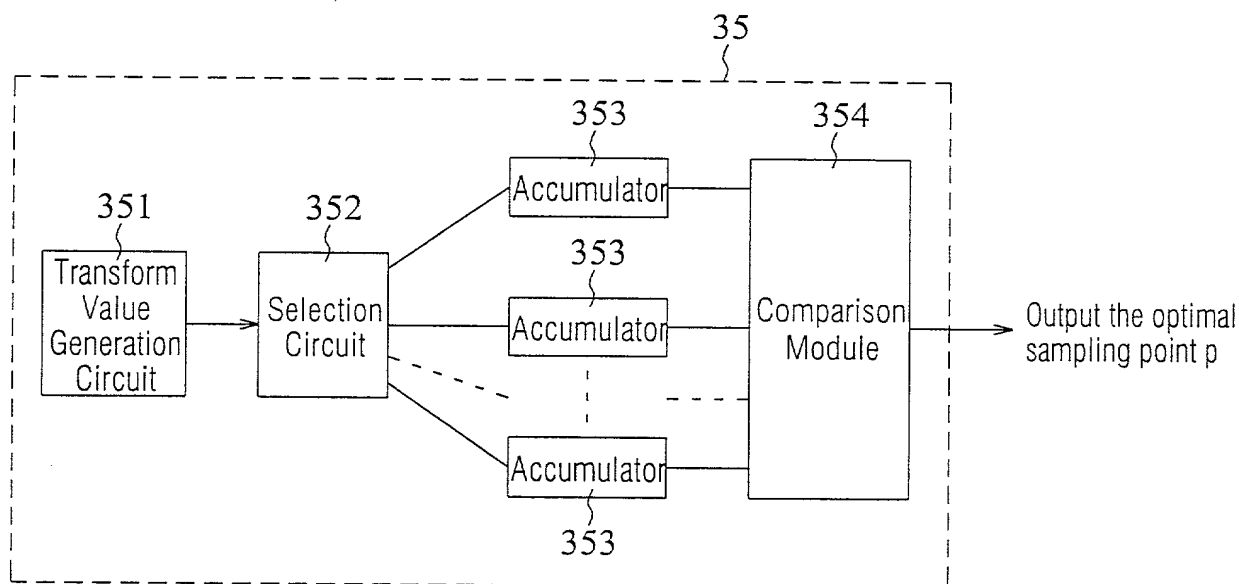 35
353
354
Accumulator
351
352
353
Transform
Value
Generation
Circuit
Selection
Circuit
Accumulator
Comparison
Module
Output the optimal
sampling point p
Accumulator
353